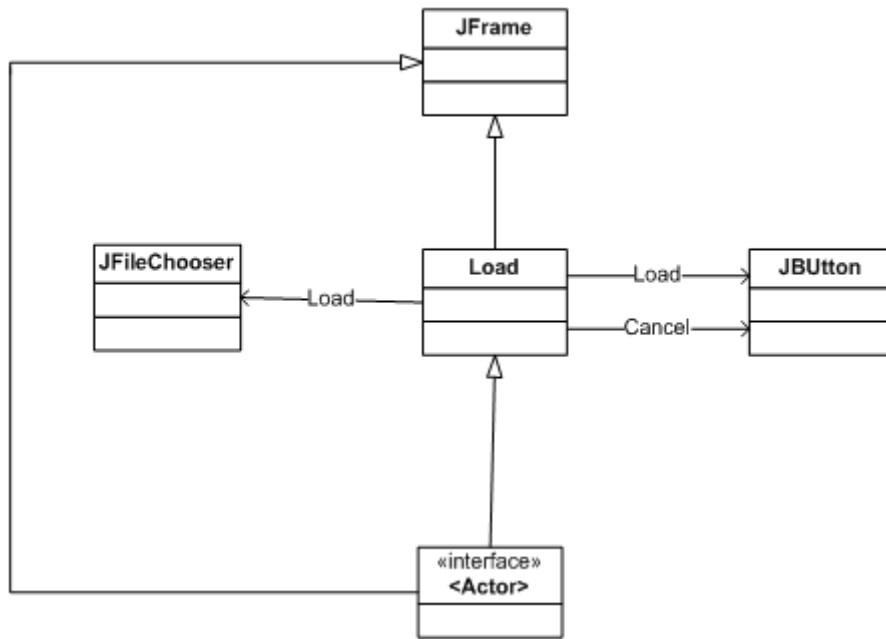 JFrame
JFileChooser
Load
Load
Load
JBUtton
Cancel
«interface»
<Actor>